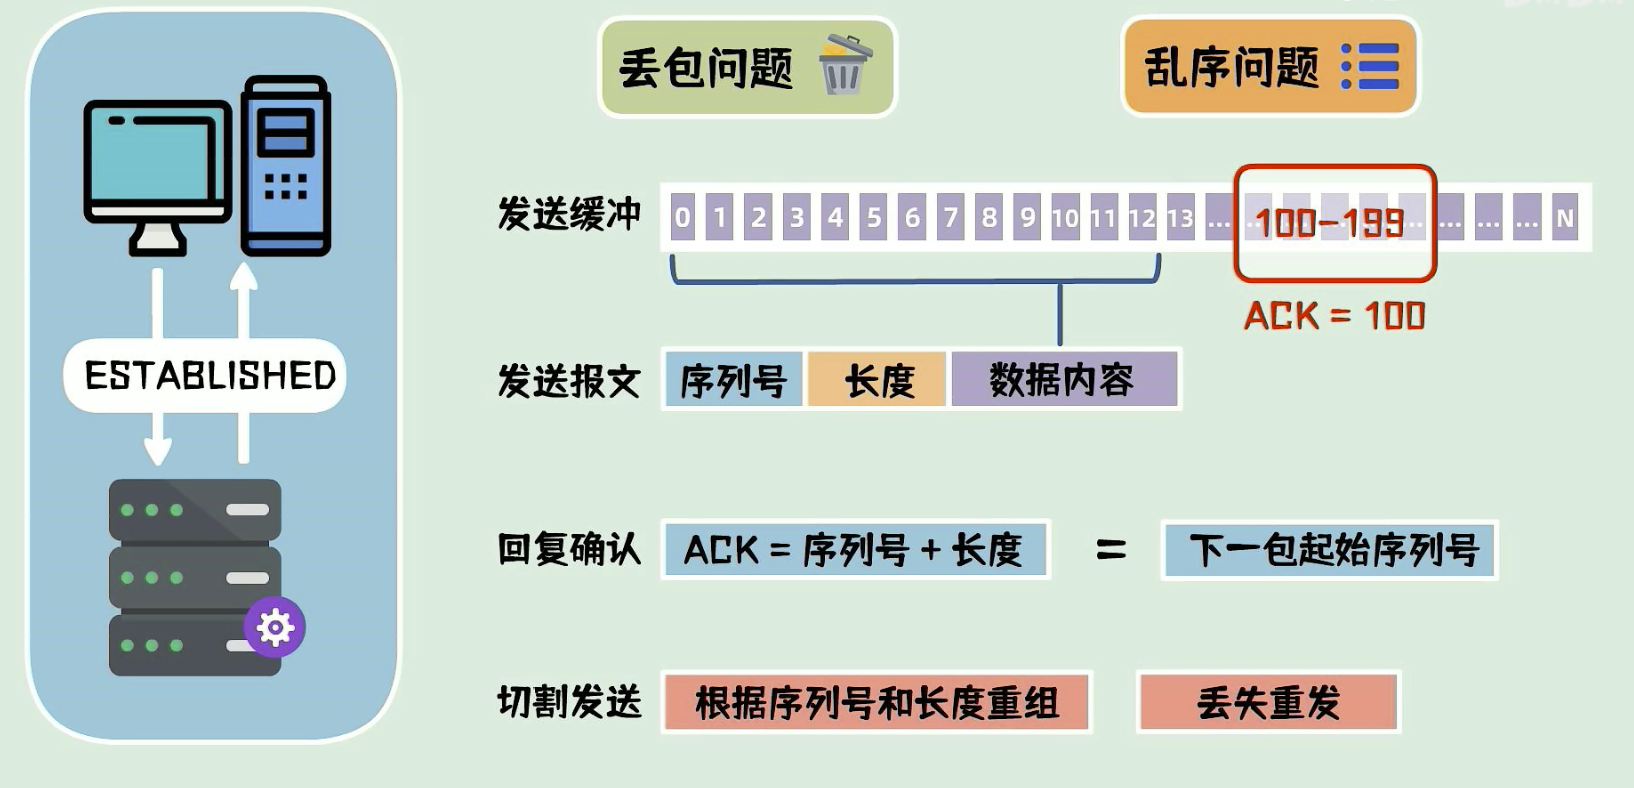 丢包问题
乱序问题
发送缓冲
0 1 2 3 4 5 6 7 8 9 10 11 12 13 ... 100-199 ... ... ... N
ACK = 100
ESTABLISHED
发送报文
序列号
长度
数据内容
回复确认
ACK = 序列号 + 长度
=
下一包起始序列号
切割发送
根据序列号和长度重组
丢失重发